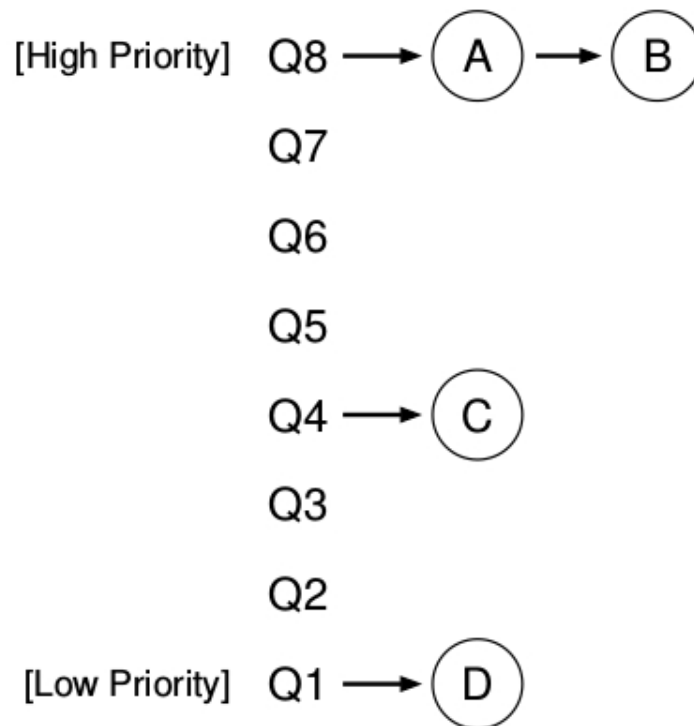 [High Priority] Q8 A B
Q7
Q6
Q5
Q4 C
Q3
Q2
[Low Priority] Q1 D